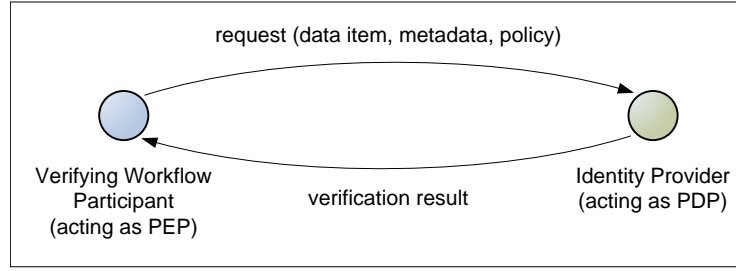 request (data item, metadata, policy)
Verifying Workflow
Participant
(acting as PEP)
verification result
Identity Provider
(acting as PDP)